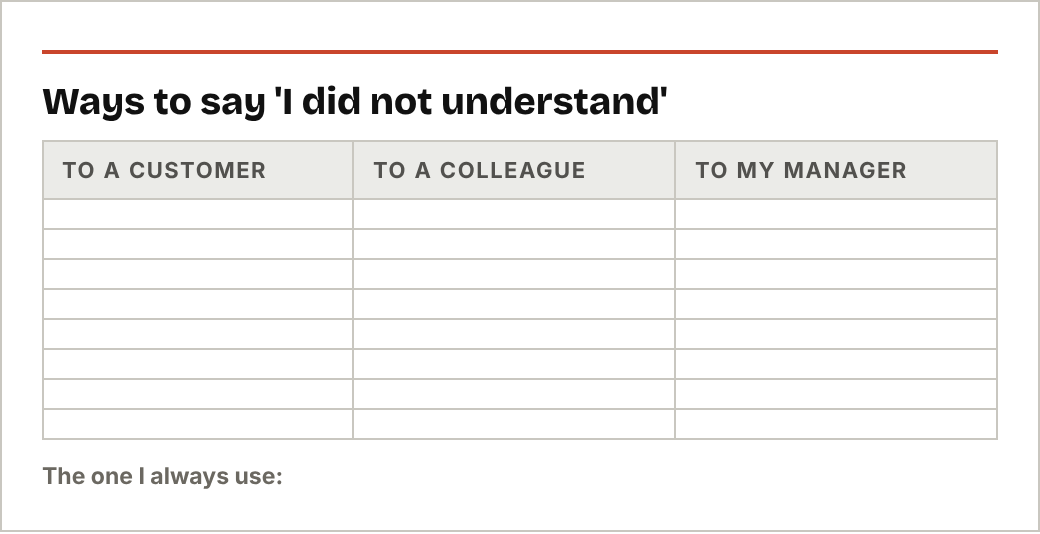 Ways to say 'I did not understand'
TO A CUSTOMER TO A COLLEAGUE TO MY MANAGER
The one I always use: